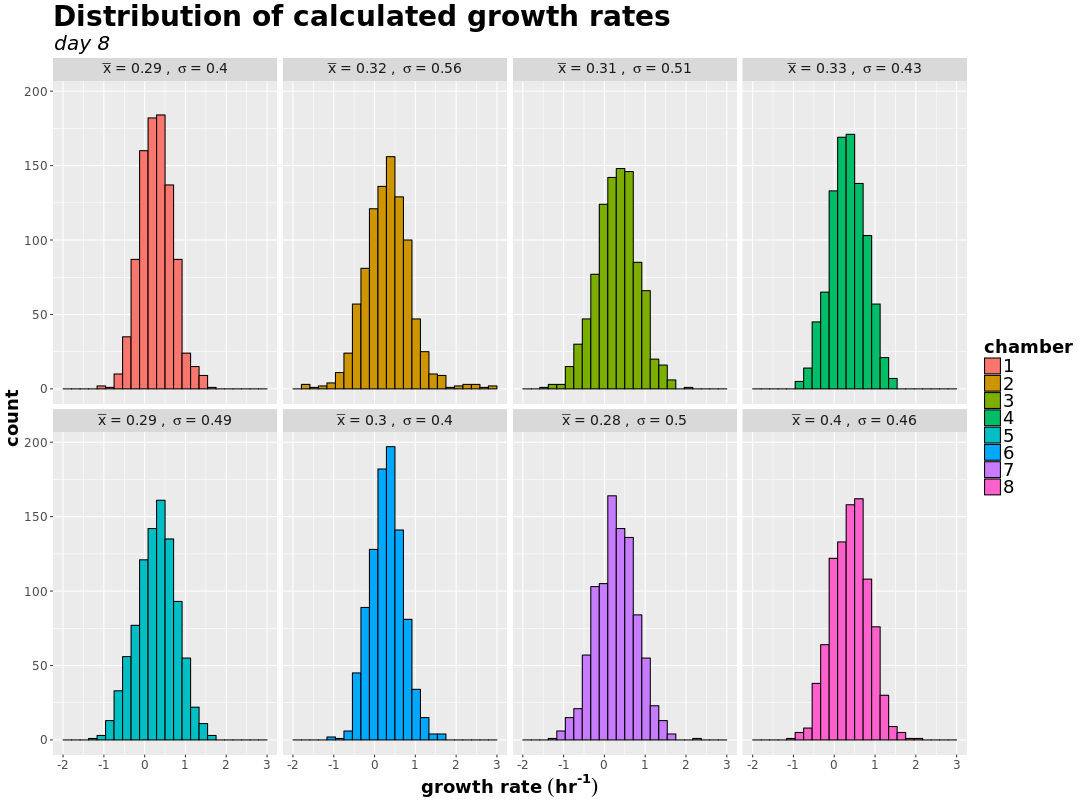 Distribution of calculated growth rates
day 8
x̅ = 0.29 , σ = 0.4
x̅ = 0.32 , σ = 0.56
x̅ = 0.31 , σ = 0.51
x̅ = 0.33 , σ = 0.43
200
150
100
50
0
x̅ = 0.29 , σ = 0.49
x̅ = 0.3 , σ = 0.4
x̅ = 0.28 , σ = 0.5
x̅ = 0.4 , σ = 0.46
200
150
100
50
0
-2 -1 0 1 2 3
-2 -1 0 1 2 3
-2 -1 0 1 2 3
-2 -1 0 1 2 3
count
growth rate (hr⁻¹)
chamber
1
2
3
4
5
6
7
8